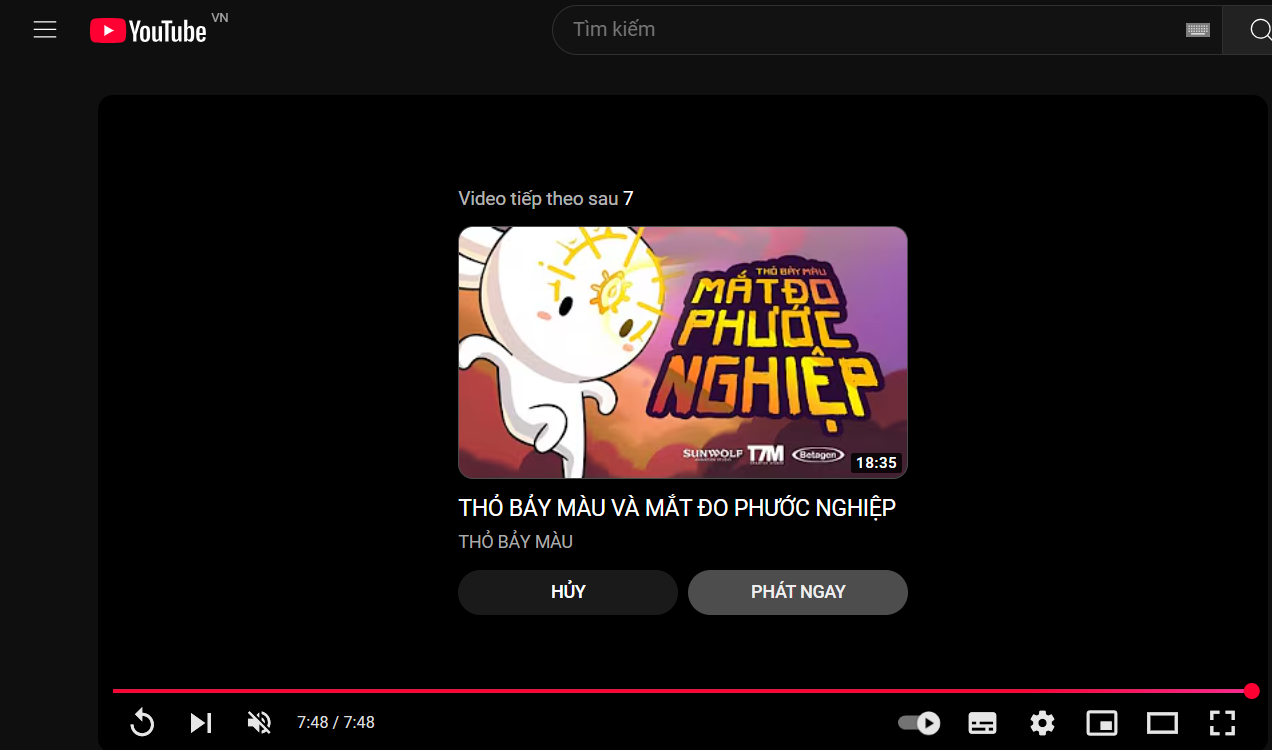 YouTube VN
Tìm kiếm
Video tiếp theo sau 7
THỎ BẢY MÀU
MẮT ĐO
PHƯỚC
NGHIỆP
SUNWOLF T7M Betagen
18:35
THỎ BẢY MÀU VÀ MẮT ĐO PHƯỚC NGHIỆP
THỎ BẢY MÀU
HỦY PHÁT NGAY
7:48 / 7:48